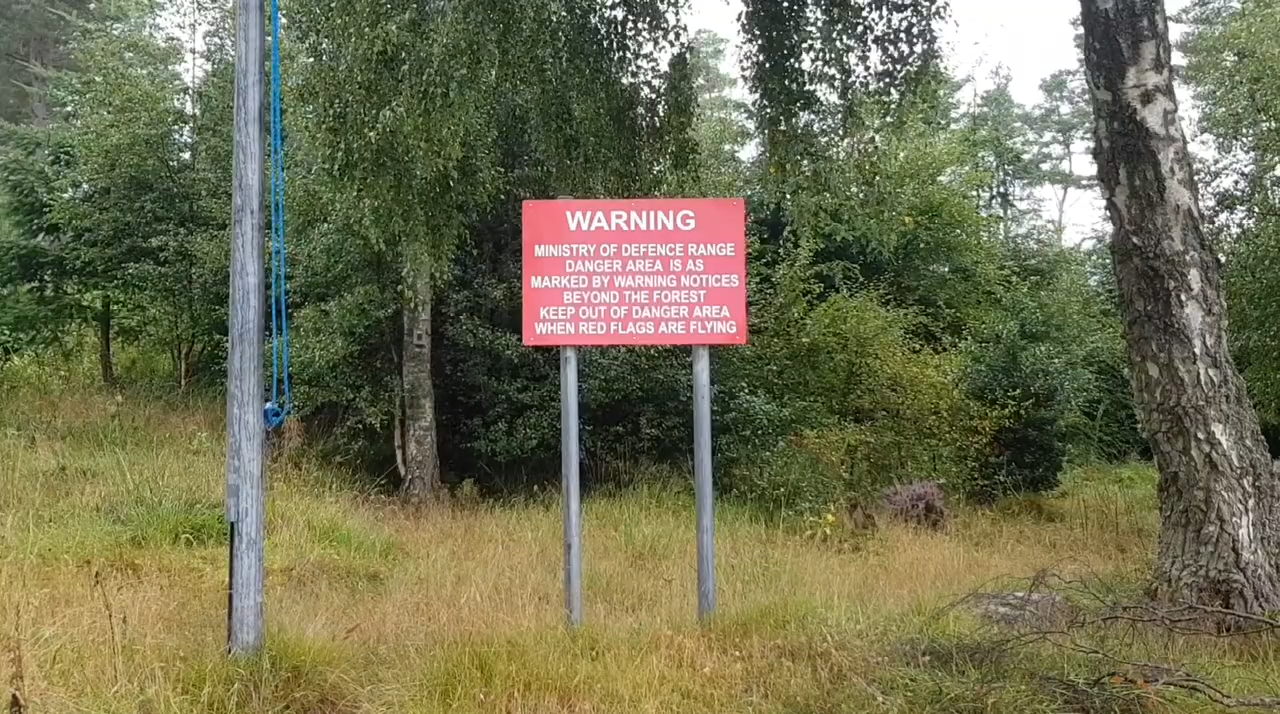 WARNING
MINISTRY OF DEFENCE RANGE
DANGER AREA IS AS
MARKED BY WARNING NOTICES
BEYOND THE FOREST
KEEP OUT OF DANGER AREA
WHEN RED FLAGS ARE FLYING